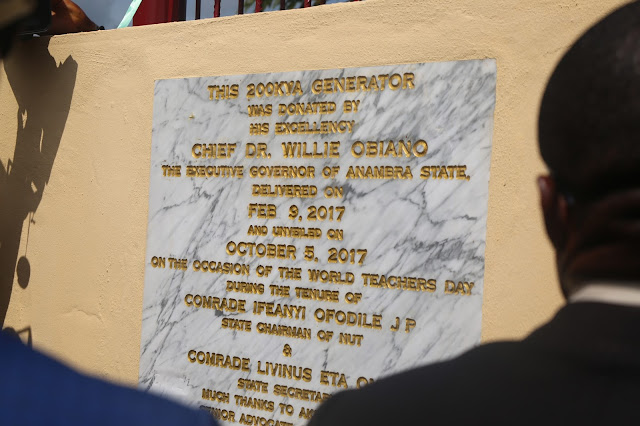 THIS 200KVA GENERATOR
WAS DONATED BY
HIS EXCELLENCY
CHIEF DR. WILLIE OBIANO
THE EXECUTIVE GOVERNOR OF ANAMBRA STATE,
DELIVERED ON
FEB 9, 2017
AND UNVEILED ON
OCTOBER 5, 2017
ON THE OCCASION OF THE WORLD TEACHERS DAY
DURING THE TENURE OF
COMRADE IFEANYI OFODILE J P
STATE CHAIRMAN OF NUT
&
COMRADE LIVINUS ETA
STATE
MUCH THANKS TO
SENIOR ADVOCATE